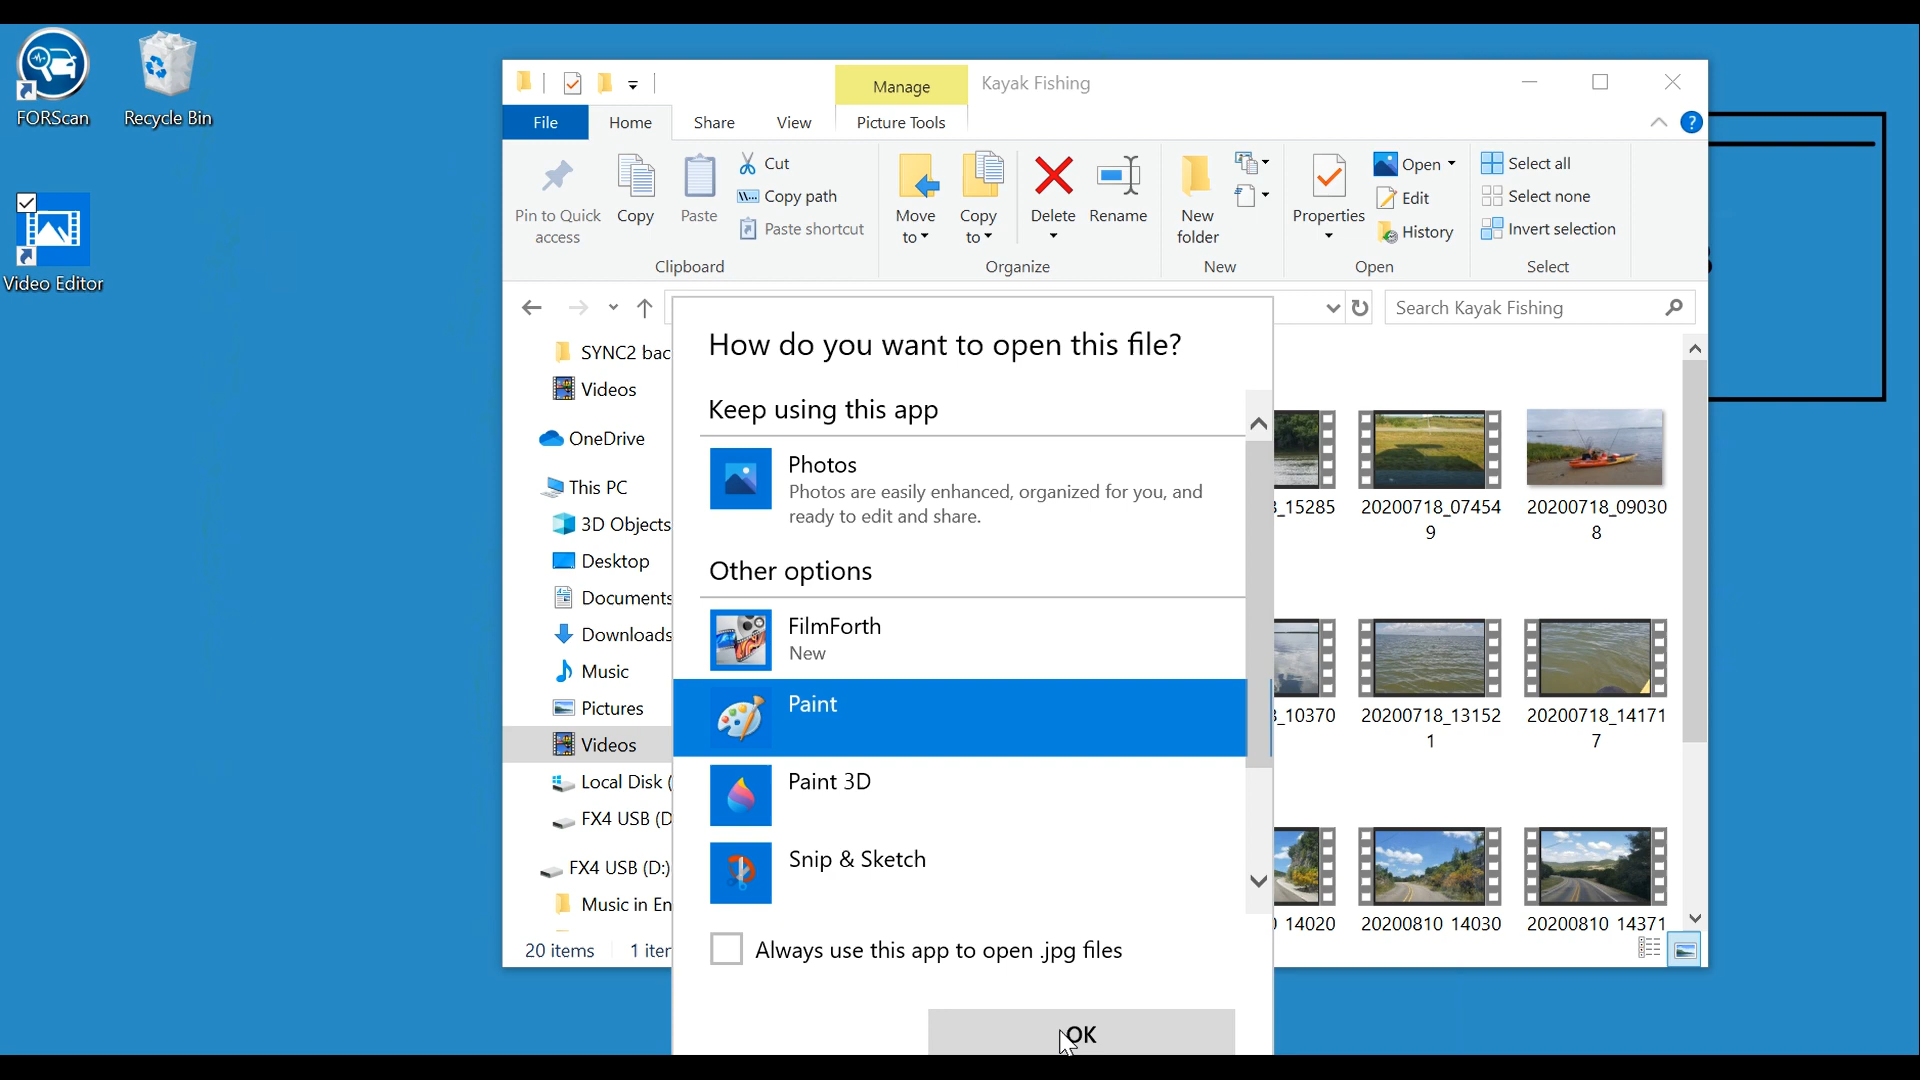 FORScan
Recycle Bin
Video Editor
Manage
Kayak Fishing
File
Home
Share
View
Picture Tools
?
Pin to Quick
access
Copy
Paste
Cut
Copy path
Paste shortcut
Clipboard
Move
to
Copy
to
Delete
Rename
Organize
New
folder
New
Properties
Open
Edit
History
Open
Select all
Select none
Invert selection
Select
Search Kayak Fishing
SYNC2 bac
Videos
OneDrive
This PC
3D Objects
Desktop
Documents
Downloads
Music
Pictures
Videos
Local Disk (
FX4 USB (D
FX4 USB (D:)
Music in En
20 items
1 iter
How do you want to open this file?
Keep using this app
Photos
Photos are easily enhanced, organized for you, and
ready to edit and share.
Other options
FilmForth
New
Paint
Paint 3D
Snip & Sketch
Always use this app to open .jpg files
OK
_15285
20200718_07454
9
20200718_09030
8
_10370
20200718_13152
1
20200718_14171
7
14020
20200810_14030
20200810_14371